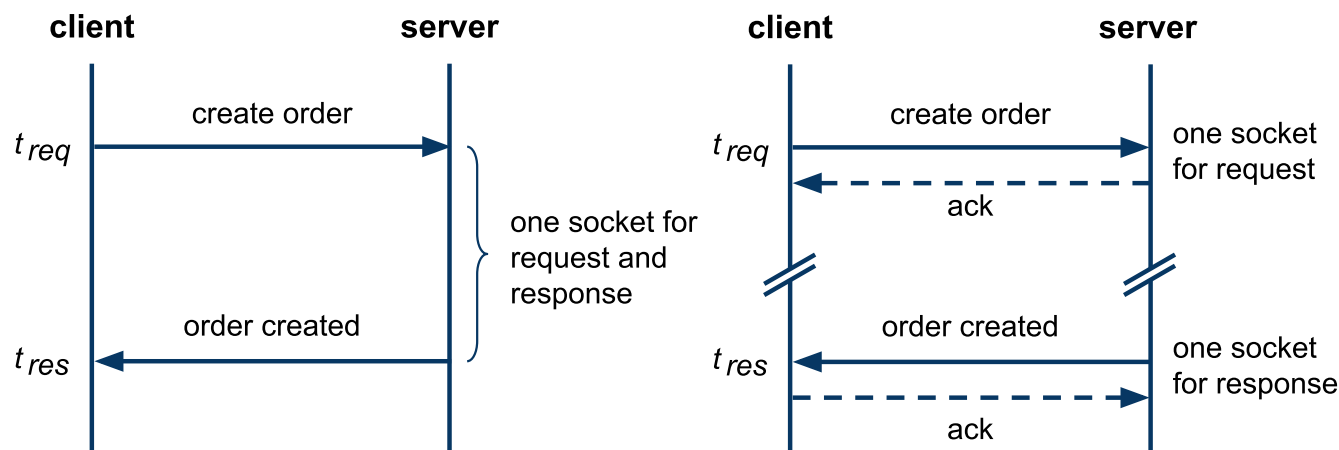 client
server
create order
t req
one socket for
request and
response
order created
t res
client
server
create order
t req
one socket
for request
ack
order created
t res
one socket
for response
ack